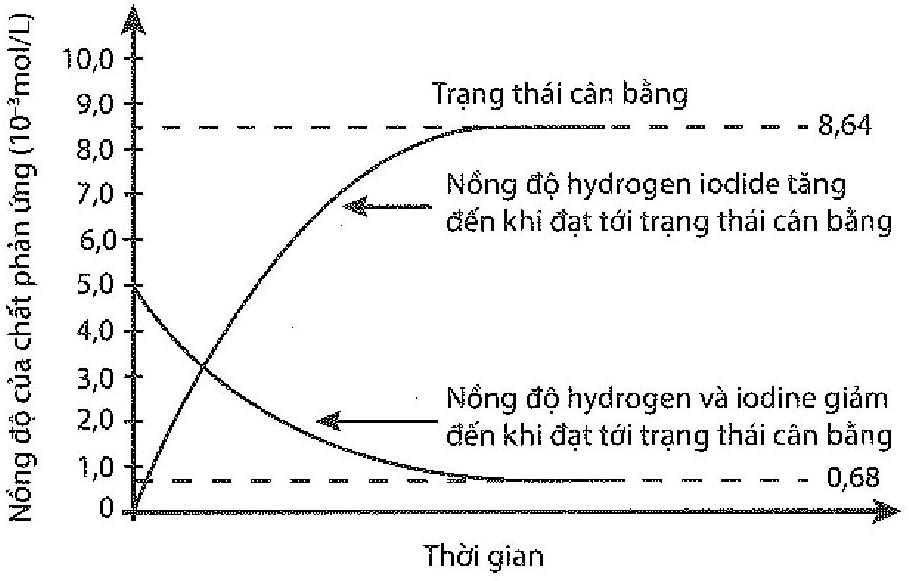 Nồng độ của chất phản ứng (10⁻³mol/L)
10,0
9,0
8,0
7,0
6,0
5,0
4,0
3,0
2,0
1,0
0
Trạng thái cân bằng
8,64
Nồng độ hydrogen iodide tăng
đến khi đạt tới trạng thái cân bằng
Nồng độ hydrogen và iodine giảm
đến khi đạt tới trạng thái cân bằng
0,68
Thời gian